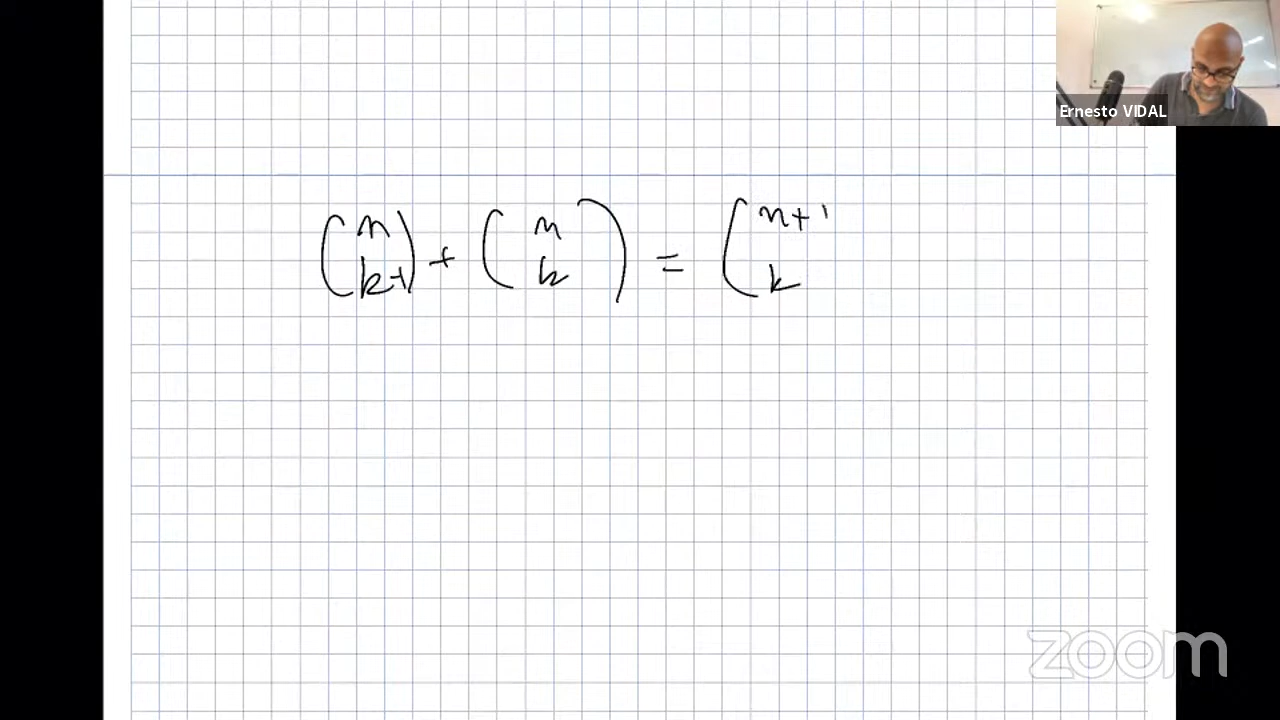 Ernesto VIDAL
(n k-1) + (n k) = (n+1 k
zoom